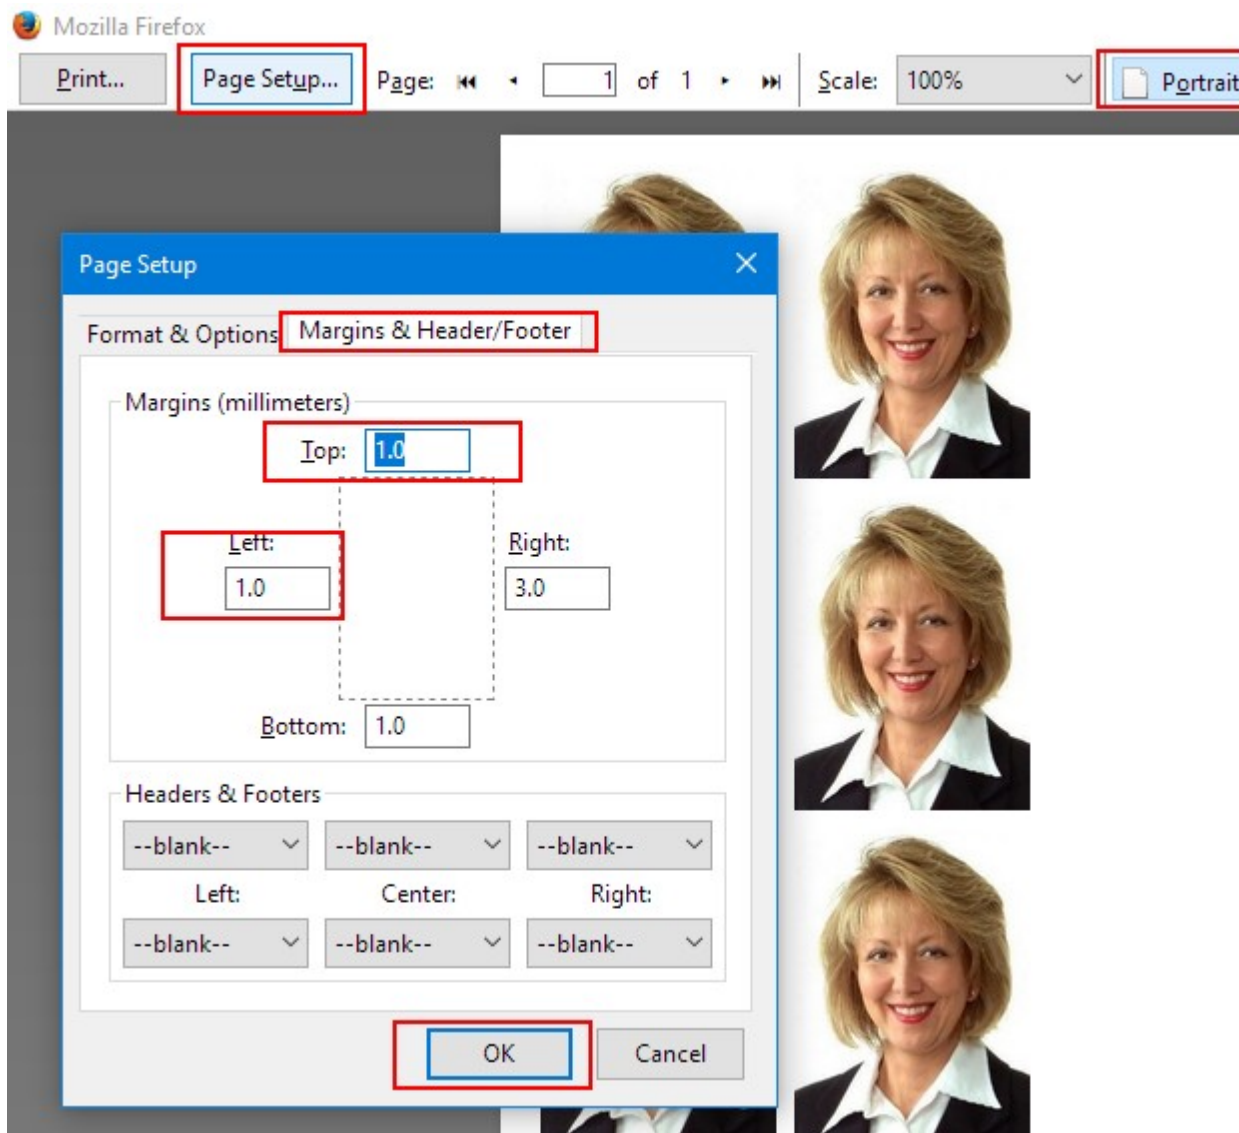 Mozilla Firefox
Print... Page Setup... Page: 1 of 1 Scale: 100% Portrait
Page Setup
Format & Options Margins & Header/Footer
Margins (millimeters)
Top: 1.0
Left: Right:
1.0 3.0
Bottom: 1.0
Headers & Footers
--blank-- --blank-- --blank--
Left: Center: Right:
--blank-- --blank-- --blank--
OK Cancel